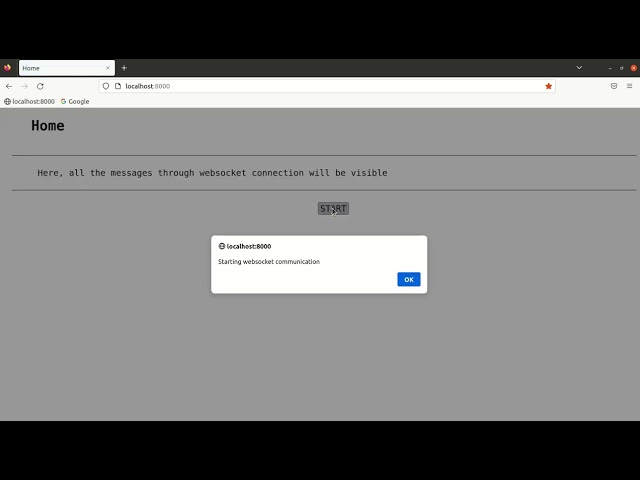 Home
localhost:8000
localhost:8000 Google
Home
Here, all the messages through websocket connection will be visible
START
localhost:8000
Starting websocket communication
OK